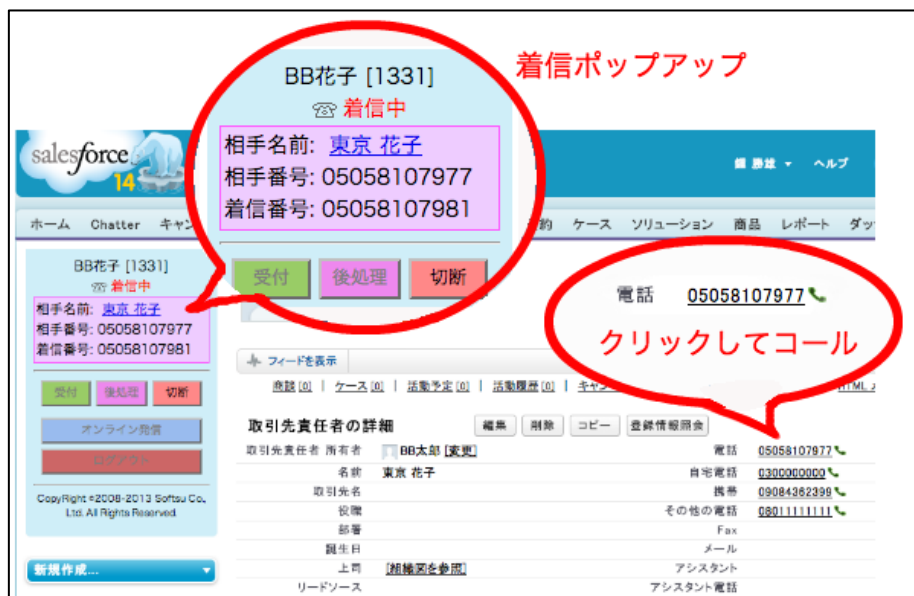 着信ポップアップ
BB花子 [1331]
着信中
相手名前: 東京 花子
相手番号: 05058107977
着信番号: 05058107981
受付 後処理 切断
salesforce
14
ヘルプ
ホーム Chatter キャン
約 ケース ソリューション 商品 レポート ダッ
BB花子 [1331]
着信中
相手名前: 東京 花子
相手番号: 05058107977
着信番号: 05058107981
受付 後処理 切断
オンライン発信
ログアウト
CopyRight ©2008-2013 Softsu Co.,
Ltd. All Rights Reserved.
新規作成...
電話 05058107977
クリックしてコール
フィードを表示
商談 [0] | ケース [0] | 活動予定 [0] | 活動履歴 [0] | キャン
HTML
取引先責任者の詳細 編集 削除 コピー 登録情報照会
取引先責任者 所有者 BB太郎 [変更] 電話 05058107977
名前 東京 花子 自宅電話 0300000000
取引先名 携帯 09084362399
役職 その他の電話 08011111111
部署 Fax
誕生日 メール
上司 [組織図を参照] アシスタント
リードソース アシスタント電話